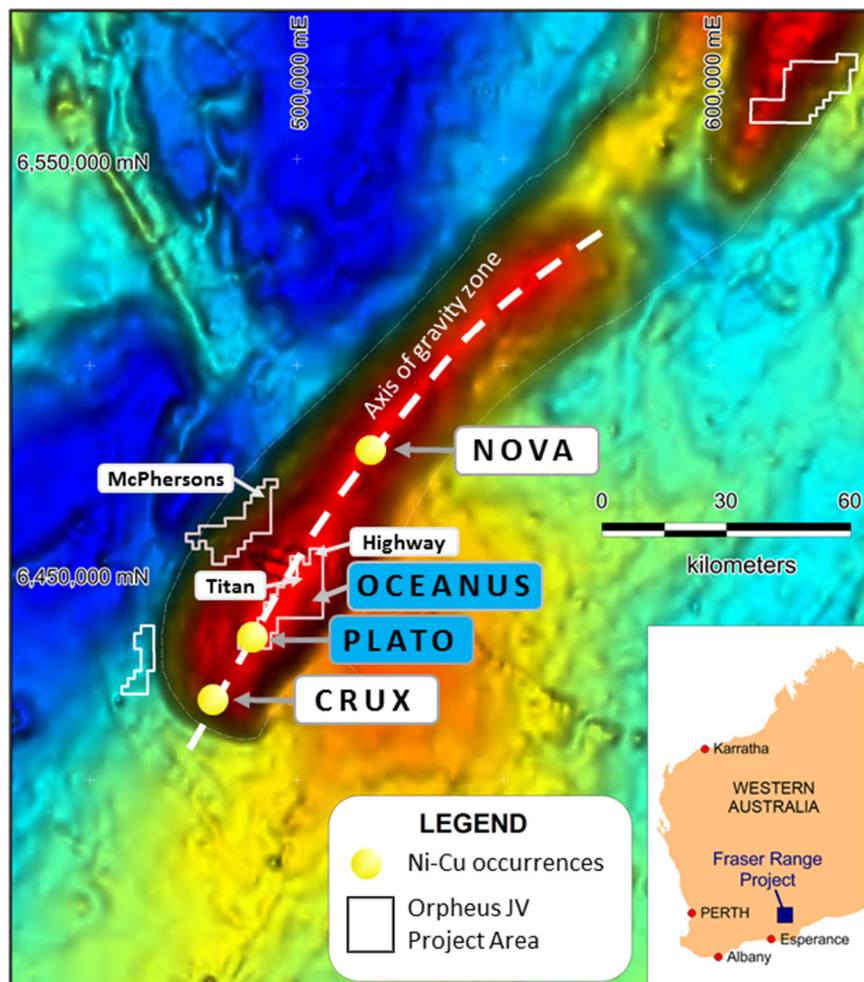 500,000 mE
600,000 mE
6,550,000 mN
Axis of gravity zone
NOVA
McPhersons
0 30 60
kilometers
Highway
6,450,000 mN
Titan
OCEANUS
PLATO
CRUX
LEGEND
Ni-Cu occurrences
Orpheus JV
Project Area
Karratha
WESTERN
AUSTRALIA
Fraser Range
Project
PERTH
Esperance
Albany